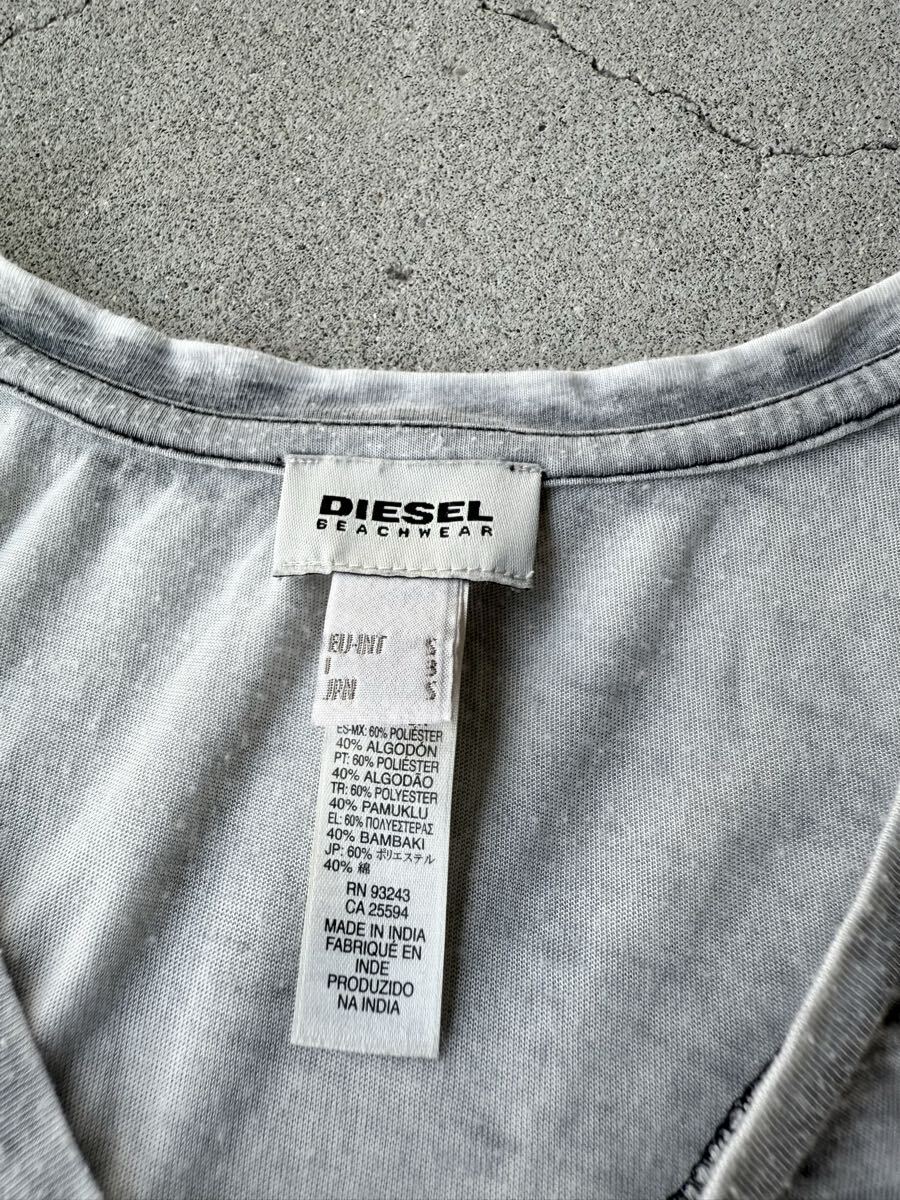 DIESEL
BEACHWEAR
EU-INT S
I
JPN S
ES-MX: 60% POLIÉSTER
40% ALGODÓN
PT: 60% POLIÉSTER
40% ALGODÃO
TR: 60% POLYESTER
40% PAMUKLU
EL: 60% ΠΟΛΥΕΣΤΕΡΑΣ
40% BAMBAKI
JP: 60% ポリエステル
40% 綿
RN 93243
CA 25594
MADE IN INDIA
FABRIQUÉ EN
INDE
PRODUZIDO
NA INDIA